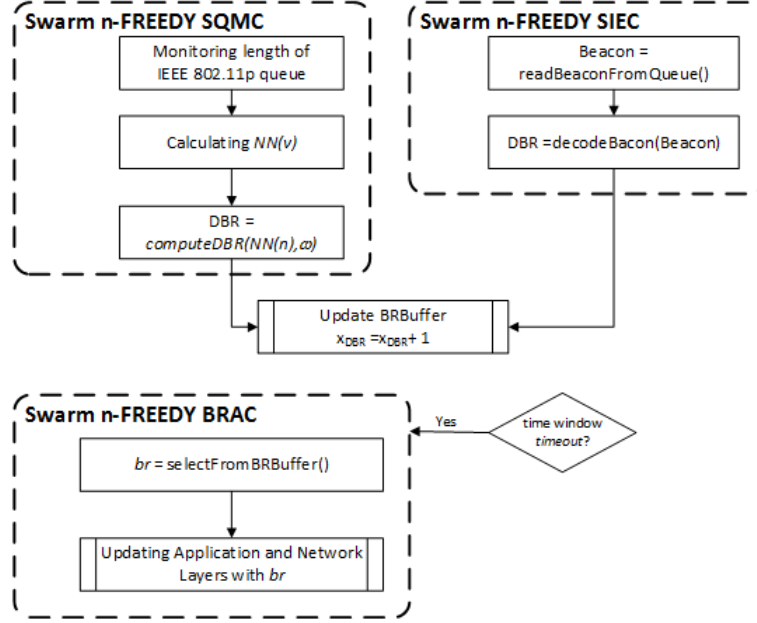 Swarm n-FREEDY SQMC
Monitoring length of
IEEE 802.11p queue
Calculating NN(v)
DBR =
computeDBR(NN(n),ꝏ)
Swarm n-FREEDY SIEC
Beacon =
readBeaconFromQueue()
DBR =decodeBacon(Beacon)
Update BRBuffer
xDBR =xDBR+ 1
Swarm n-FREEDY BRAC
br = selectFromBRBuffer()
Updating Application and Network
Layers with br
Yes
time window
timeout?